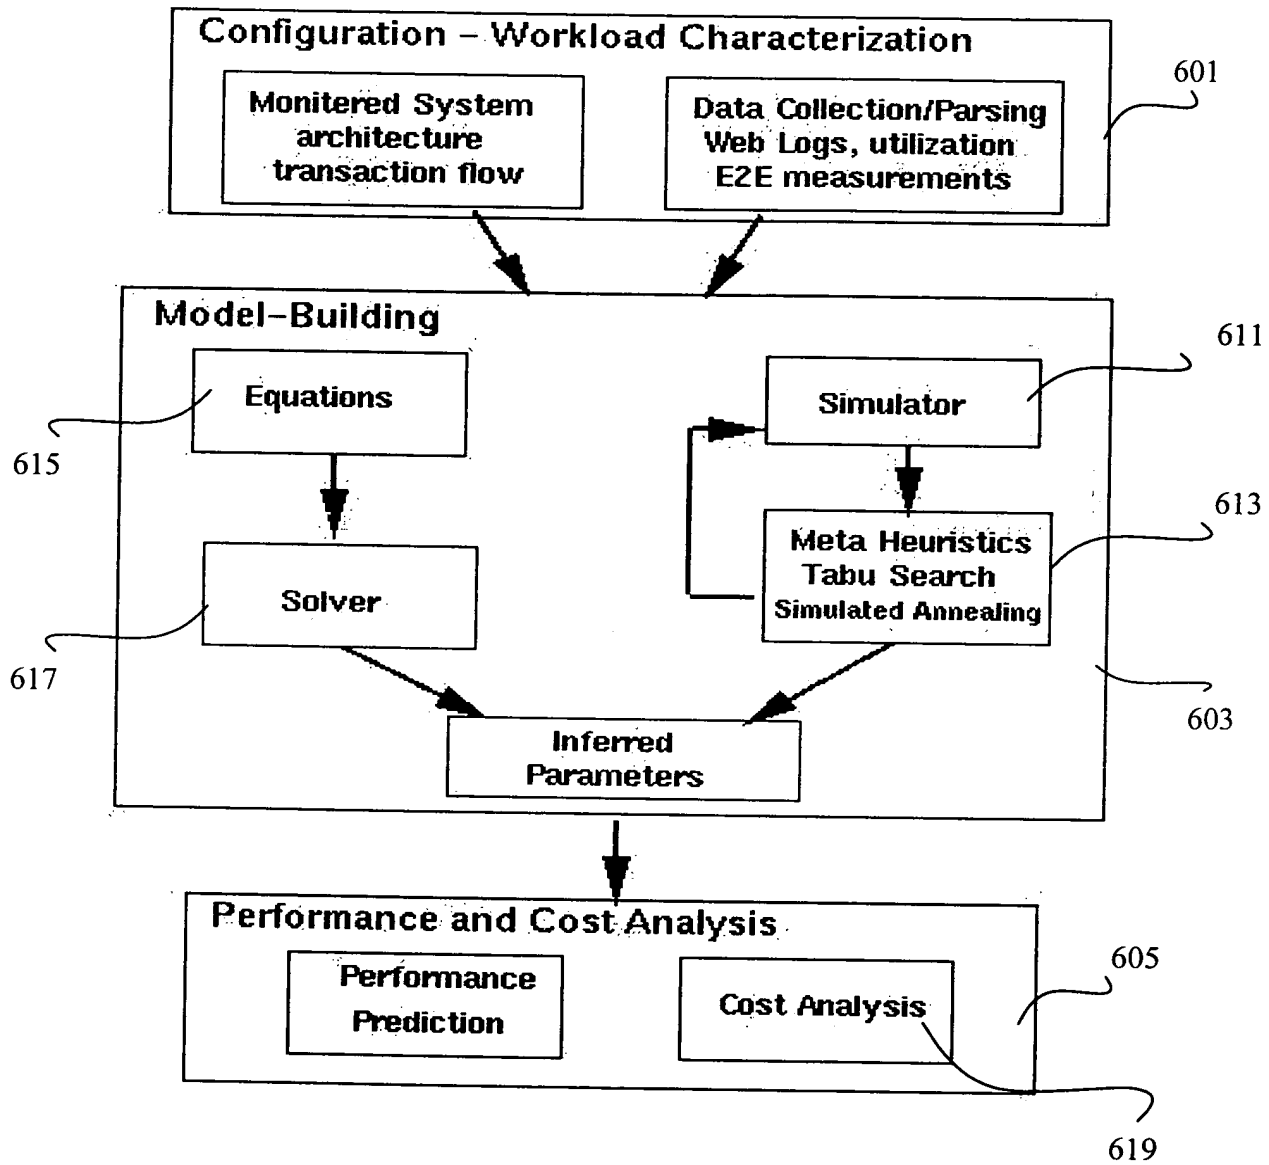 Configuration – Workload Characterization
601
Monitered System
architecture
transaction flow
Data Collection/Parsing
Web Logs, utilization
E2E measurements
Model–Building
611
Equations
Simulator
615
613
Meta Heuristics
Tabu Search
Simulated Annealing
Solver
617
603
Inferred
Parameters
Performance and Cost Analysis
605
Performance
Prediction
Cost Analysis
619